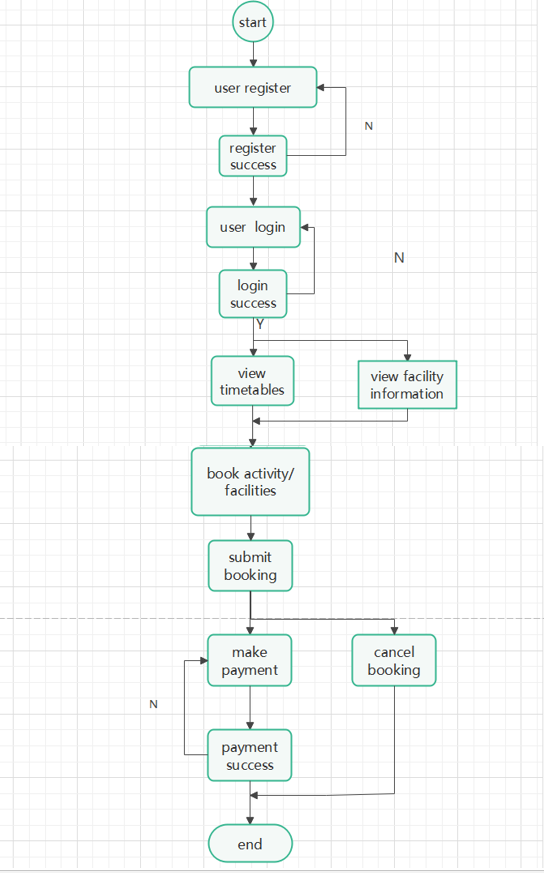 start
user register
N
register
success
user login
N
login
success
Y
view
timetables
view facility
information
book activity/
facilities
submit
booking
make
payment
cancel
booking
N
payment
success
end